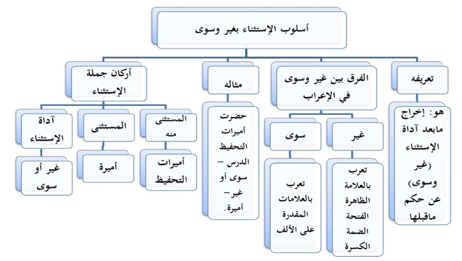 أسلوب الإستثناء بغير وسوى
تعريفه
هو: إخراج
مابعد آداة
الإستثناء
(غير
وسوى)
عن حكم
ماقبلها
الفرق بين غير وسوى
في الإعراب
غير
تعرب
بالعلامة
الظاهرة
الفتحة
الضمة
الكسرة
سوى
تعرب
بالعلامات
المقدرة
على الألف
مثاله
حضرت
أميرات
التحفيظ
الدرس –
سوى أو
غير–
أميرة.
أركان جملة
الإستثناء
المستثنى
منه
أميرات
التحفيظ
المستثنى
أميرة
آداة
الإستثناء
غير أو
سوى